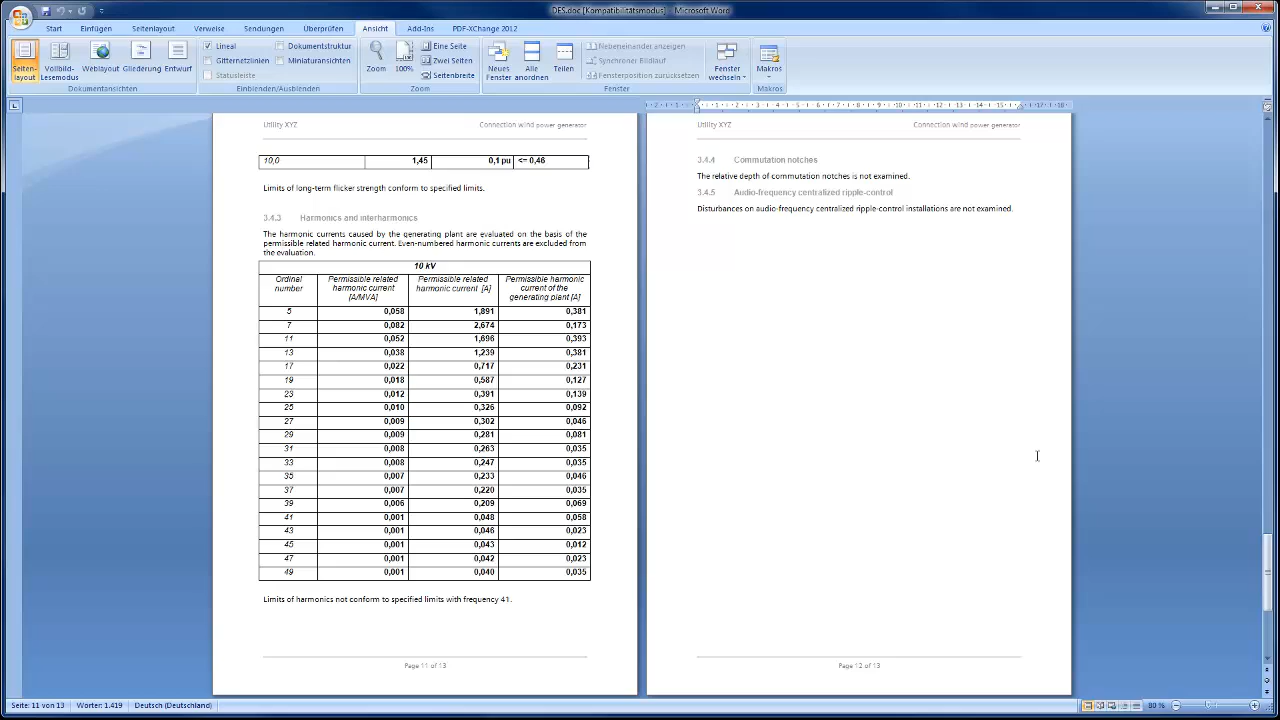 DFS.doc [Kompatibilitätsmodus] - Microsoft Word
Start Einfügen Seitenlayout Verweise Sendungen Überprüfen Ansicht Add-Ins PDF-XChange 2012
Seiten-layout Vollbild-Lesemodus Weblayout Gliederung Entwurf
Dokumentansichten
Lineal Dokumentstruktur
Gitternetzlinien Miniaturansichten
Statusleiste
Einblenden/Ausblenden
Zoom 100% Eine Seite
Zwei Seiten
Seitenbreite
Zoom
Neues Fenster Alle anordnen Teilen
Nebeneinander anzeigen
Synchroner Bildlauf
Fensterposition zurücksetzen
Fenster wechseln
Fenster
Makros
Makros
Utility XYZ Connection wind power generator
10,0 1,45 0,1 pu <= 0,46
Limits of long-term flicker strength conform to specified limits.
3.4.3 Harmonics and interharmonics
The harmonic currents caused by the generating plant are evaluated on the basis of the
permissible related harmonic current. Even-numbered harmonic currents are excluded from
the evaluation.
10 kV
Ordinal number Permissible related harmonic current [A/MVA] Permissible related harmonic current [A] Permissible harmonic current of the generating plant [A]
5 0,058 1,891 0,381
7 0,082 2,674 0,173
11 0,052 1,696 0,393
13 0,038 1,239 0,381
17 0,022 0,717 0,231
19 0,018 0,587 0,127
23 0,012 0,391 0,139
25 0,010 0,326 0,092
27 0,009 0,302 0,046
29 0,009 0,281 0,081
31 0,008 0,263 0,035
33 0,008 0,247 0,035
35 0,007 0,233 0,046
37 0,007 0,220 0,035
39 0,006 0,209 0,069
41 0,001 0,048 0,058
43 0,001 0,046 0,023
45 0,001 0,043 0,012
47 0,001 0,042 0,023
49 0,001 0,040 0,035
Limits of harmonics not conform to specified limits with frequency 41.
Page 11 of 13
Utility XYZ Connection wind power generator
3.4.4 Commutation notches
The relative depth of commutation notches is not examined.
3.4.5 Audio-frequency centralized ripple-control
Disturbances on audio-frequency centralized ripple-control installations are not examined.
Page 12 of 13
Seite: 11 von 13 Wörter: 1.419 Deutsch (Deutschland) 80 %